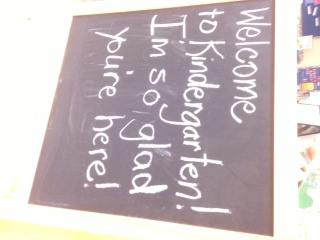 Welcome
to Kindergarten!
I'm so glad
you're here!